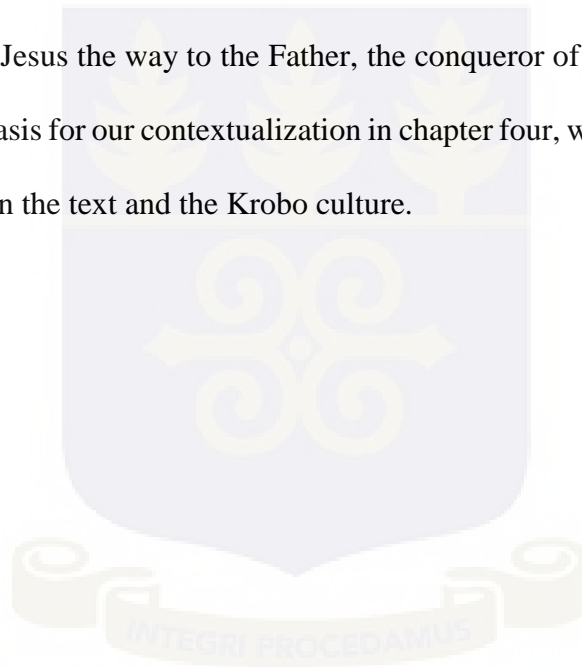 Jesus the way to the Father, the conqueror of
asis for our contextualization in chapter four, w
n the text and the Krobo culture.
INTEGRI PROCEDAMUS